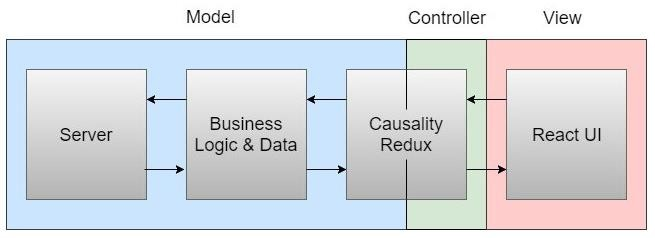 Model
Controller
View
Server
Business
Logic & Data
Causality
Redux
React UI